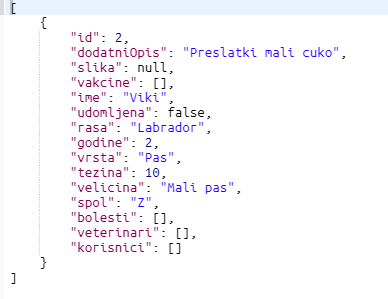 [
{
"id": 2,
"dodatniOpis": "Preslatki mali cuko",
"slika": null,
"vakcine": [],
"ime": "Viki",
"udomljena": false,
"rasa": "Labrador",
"godine": 2,
"vrsta": "Pas",
"tezina": 10,
"velicina": "Mali pas",
"spol": "Z",
"bolesti": [],
"veterinari": [],
"korisnici": []
}
]